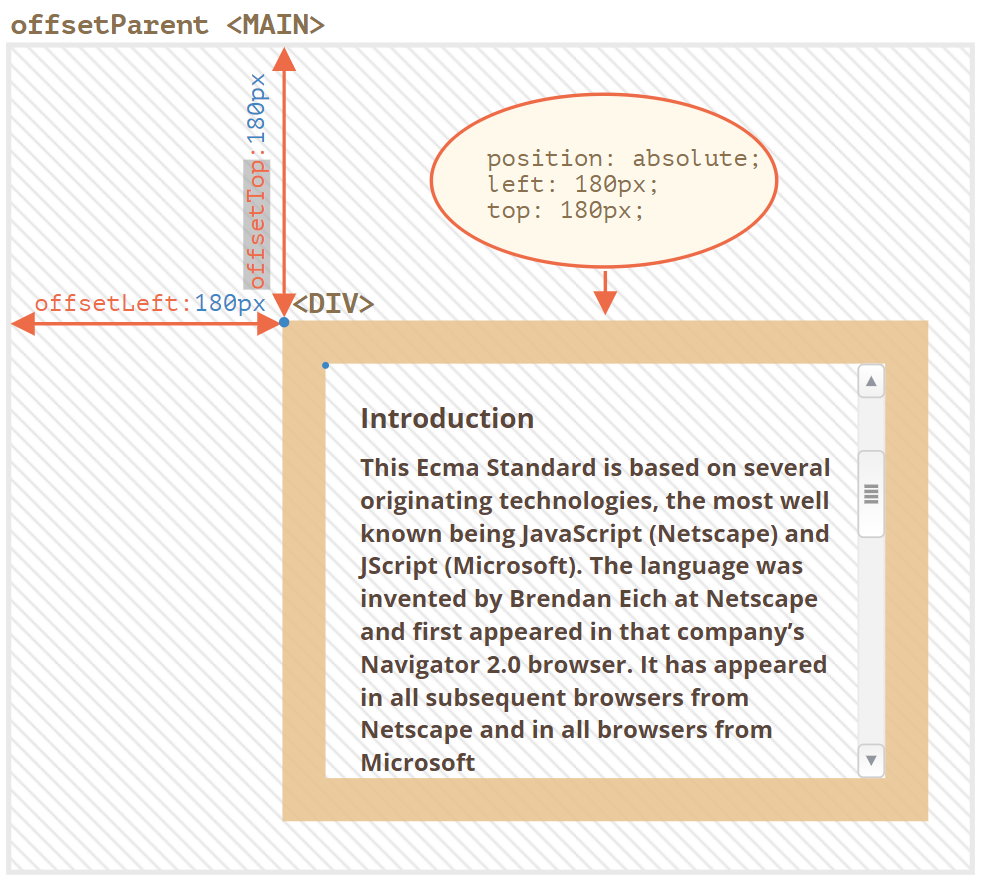 offsetParent <MAIN>
offsetTop:180px
position: absolute;
left: 180px;
top: 180px;
offsetLeft:180px
<DIV>
Introduction
This Ecma Standard is based on several
originating technologies, the most well
known being JavaScript (Netscape) and
JScript (Microsoft). The language was
invented by Brendan Eich at Netscape
and first appeared in that company’s
Navigator 2.0 browser. It has appeared
in all subsequent browsers from
Netscape and in all browsers from
Microsoft